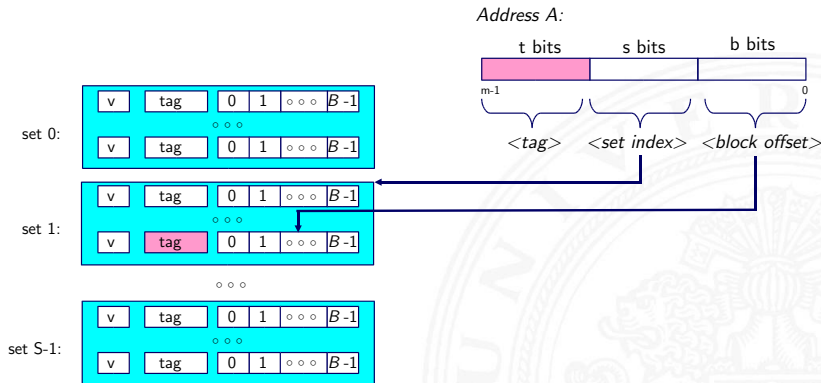 Address A:
t bits s bits b bits
m-1 0
<tag> <set index> <block offset>
v tag 0 1 ∘∘∘ B-1
set 0: ∘∘∘
v tag 0 1 ∘∘∘ B-1
v tag 0 1 ∘∘∘ B-1
set 1: ∘∘∘
v tag 0 1 ∘∘∘ B-1
∘∘∘
v tag 0 1 ∘∘∘ B-1
set S-1: ∘∘∘
v tag 0 1 ∘∘∘ B-1